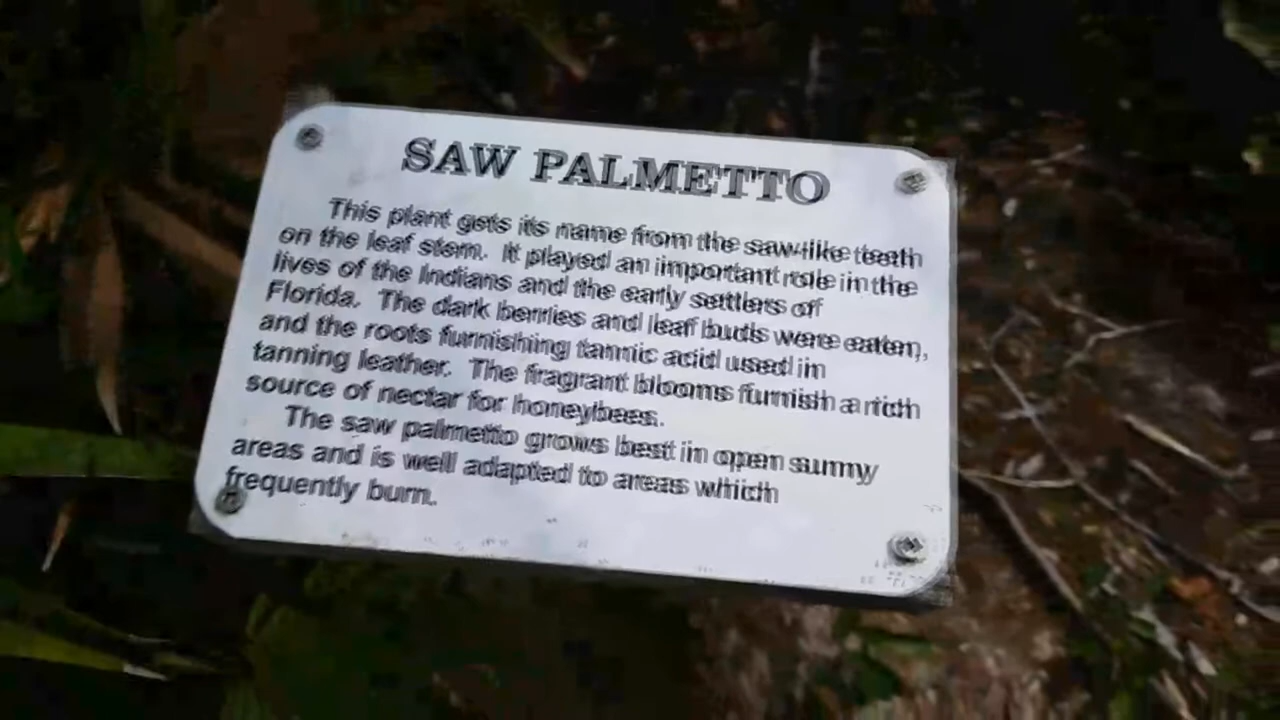 SAW PALMETTO
This plant gets its name from the saw-like teeth
on the leaf stem. It played an important role in the
lives of the Indians and the early settlers of
Florida. The dark berries and leaf buds were eaten,
and the roots furnishing tannic acid used in
tanning leather. The fragrant blooms furnish a rich
source of nectar for honeybees.
The saw palmetto grows best in open sunny
areas and is well adapted to areas which
frequently burn.